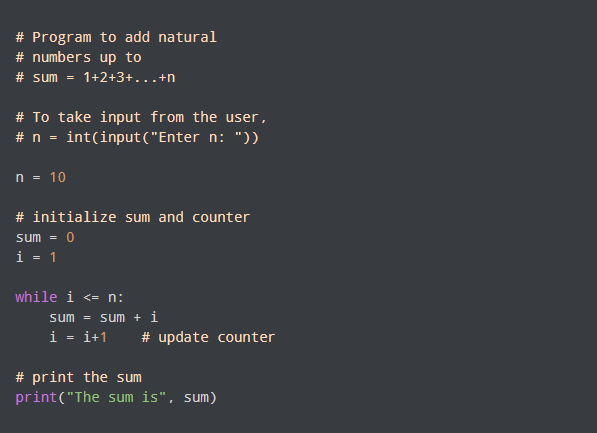 # Program to add natural
# numbers up to
# sum = 1+2+3+...+n
# To take input from the user,
# n = int(input("Enter n: "))
n = 10
# initialize sum and counter
sum = 0
i = 1
while i <= n:
    sum = sum + i
    i = i+1    # update counter
# print the sum
print("The sum is", sum)